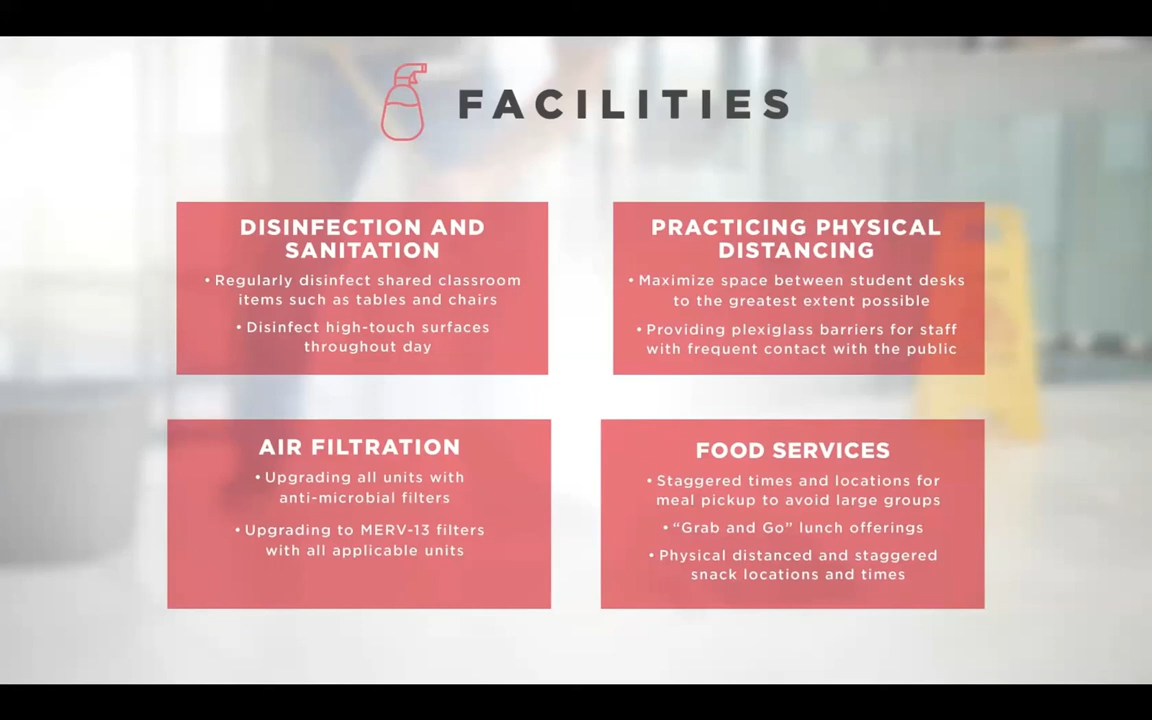 FACILITIES
DISINFECTION AND
SANITATION
• Regularly disinfect shared classroom
items such as tables and chairs
• Disinfect high-touch surfaces
throughout day
PRACTICING PHYSICAL
DISTANCING
• Maximize space between student desks
to the greatest extent possible
• Providing plexiglass barriers for staff
with frequent contact with the public
AIR FILTRATION
• Upgrading all units with
anti-microbial filters
• Upgrading to MERV-13 filters
with all applicable units
FOOD SERVICES
• Staggered times and locations for
meal pickup to avoid large groups
• “Grab and Go” lunch offerings
• Physical distanced and staggered
snack locations and times